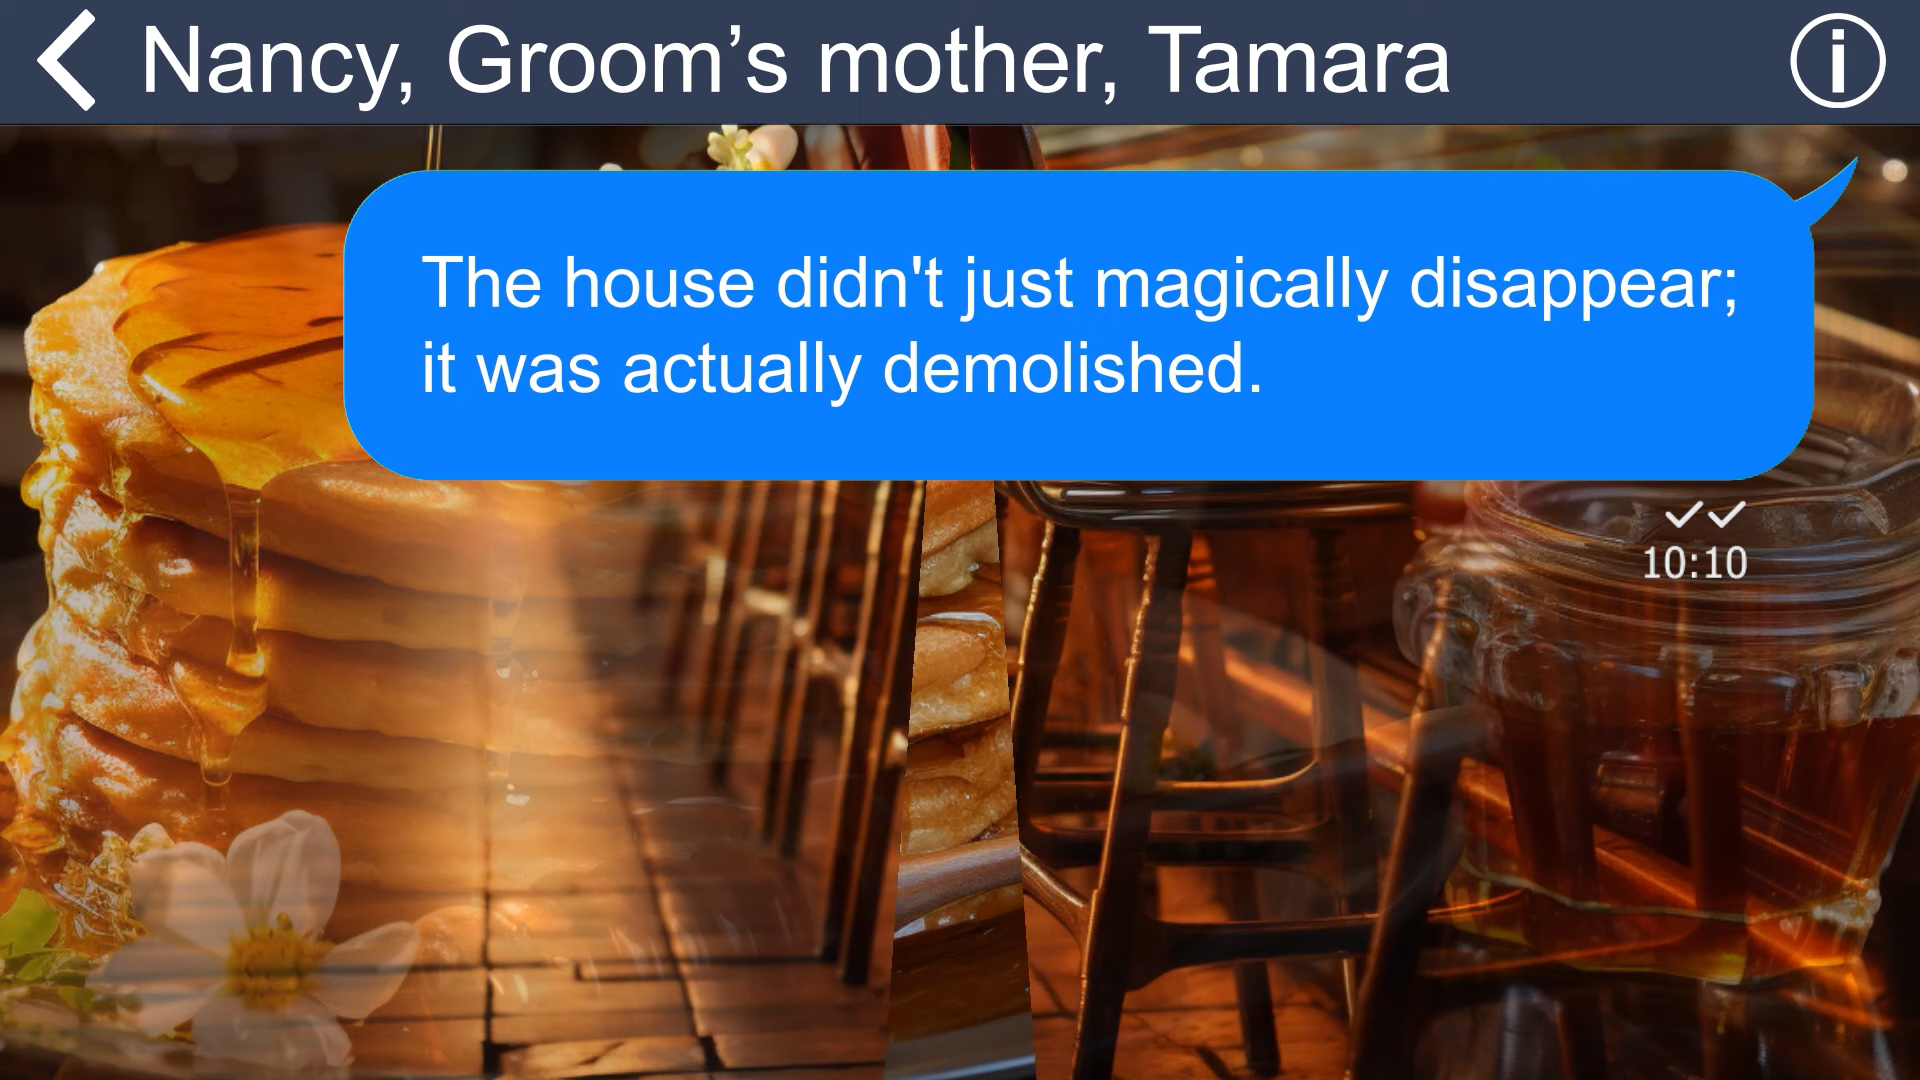 Nancy, Groom’s mother, Tamara
The house didn't just magically disappear;
it was actually demolished.
10:10